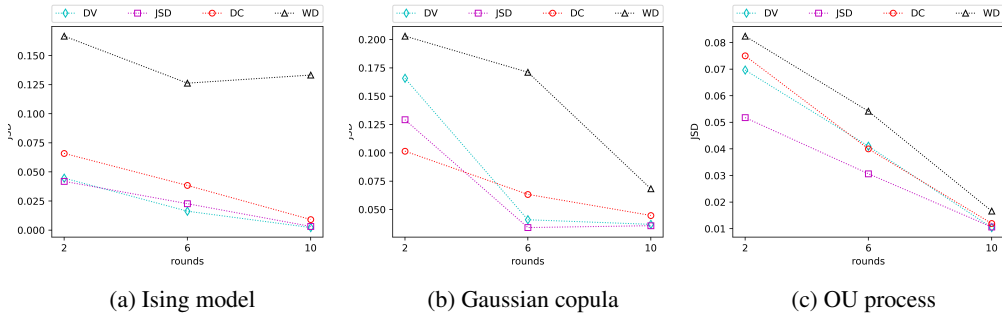 DV JSD DC WD
0.150
0.125
0.100
0.075
0.050
0.025
0.000
JSD
2 6 10
rounds
(a) Ising model
DV JSD DC WD
0.200
0.175
0.150
0.125
0.100
0.075
0.050
JSD
2 6 10
rounds
(b) Gaussian copula
DV JSD DC WD
0.08
0.07
0.06
0.05
0.04
0.03
0.02
0.01
JSD
2 6 10
rounds
(c) OU process